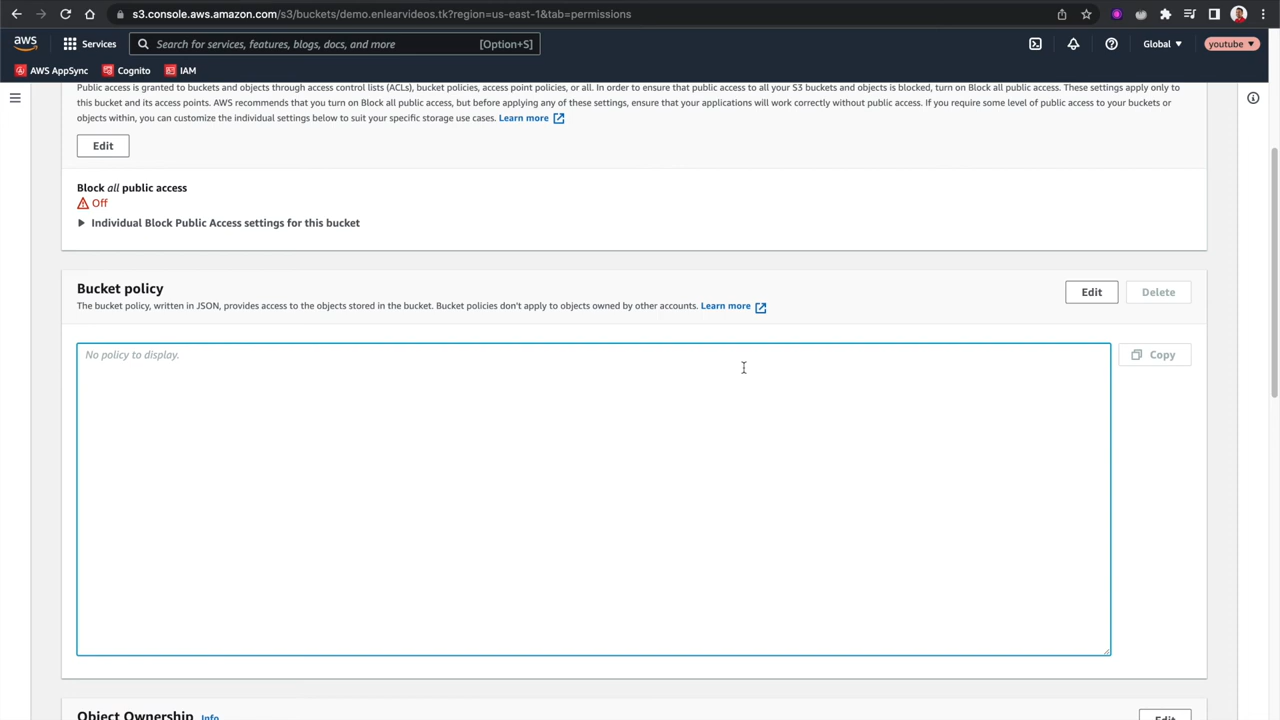 s3.console.aws.amazon.com/s3/buckets/demo.enlearvideos.tk?region=us-east-1&tab=permissions
aws Services Search for services, features, blogs, docs, and more [Option+S] Global youtube
AWS AppSync Cognito IAM
Public access is granted to buckets and objects through access control lists (ACLs), bucket policies, access point policies, or all. In order to ensure that public access to all your S3 buckets and objects is blocked, turn on Block all public access. These settings apply only to
this bucket and its access points. AWS recommends that you turn on Block all public access, but before applying any of these settings, ensure that your applications will work correctly without public access. If you require some level of public access to your buckets or
objects within, you can customize the individual settings below to suit your specific storage use cases. Learn more
Edit
Block all public access
Off
Individual Block Public Access settings for this bucket
Bucket policy
The bucket policy, written in JSON, provides access to the objects stored in the bucket. Bucket policies don't apply to objects owned by other accounts. Learn more
Edit Delete
No policy to display.
Copy
Object Ownership Info
Edit